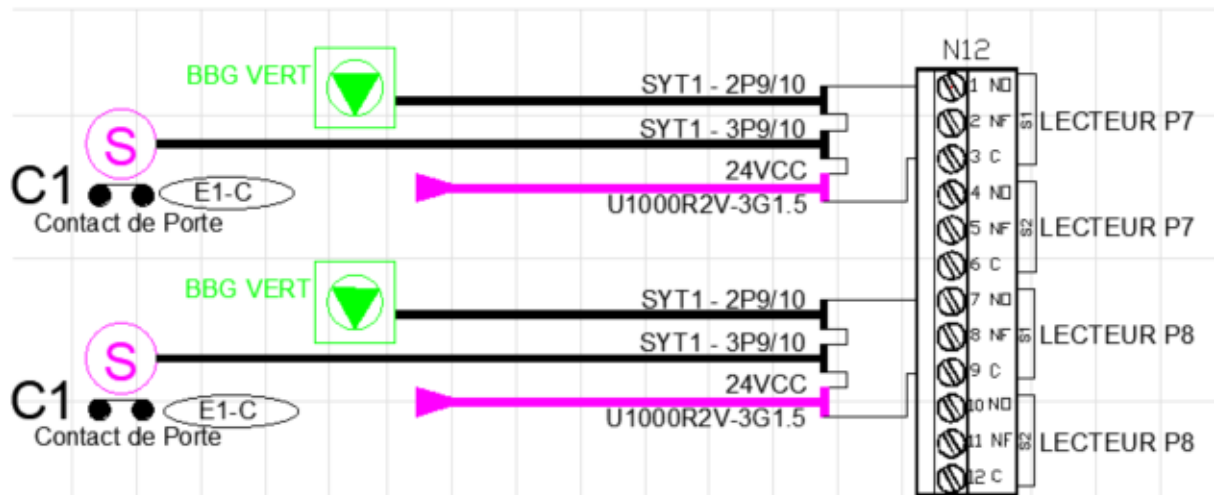 N12
BBG VERT
SYT1 - 2P9/10
1 NO
S
SYT1 - 3P9/10
2 NF
S1
LECTEUR P7
24VCC
3 C
C1
E1-C
U1000R2V-3G1.5
4 NO
Contact de Porte
5 NF
S2
LECTEUR P7
6 C
BBG VERT
SYT1 - 2P9/10
7 NO
S
SYT1 - 3P9/10
8 NF
S1
LECTEUR P8
24VCC
9 C
C1
E1-C
U1000R2V-3G1.5
10 NO
Contact de Porte
11 NF
S2
LECTEUR P8
12 C